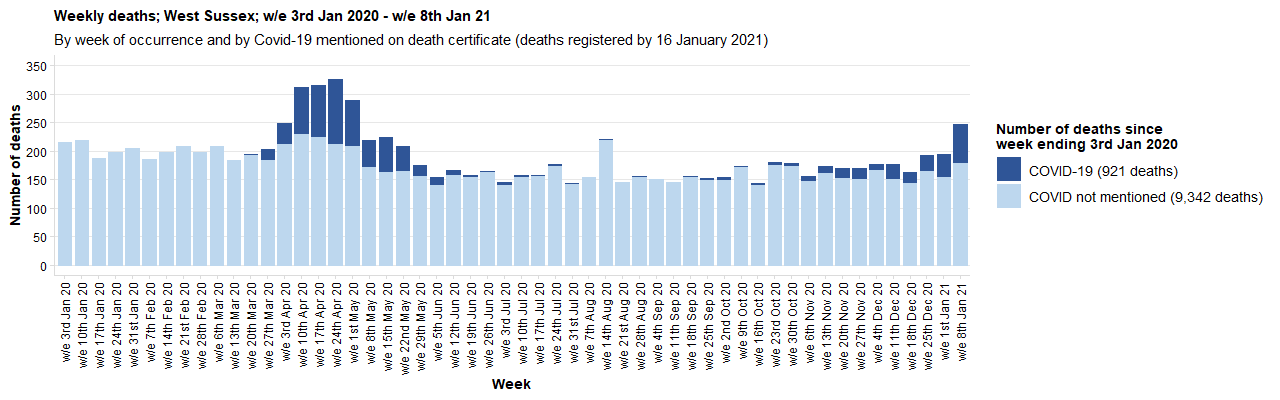 Weekly deaths; West Sussex; w/e 3rd Jan 2020 - w/e 8th Jan 21
By week of occurrence and by Covid-19 mentioned on death certificate (deaths registered by 16 January 2021)
Number of deaths
350
300
250
200
150
100
50
0
w/e 3rd Jan 20
w/e 10th Jan 20
w/e 17th Jan 20
w/e 24th Jan 20
w/e 31st Jan 20
w/e 7th Feb 20
w/e 14th Feb 20
w/e 21st Feb 20
w/e 28th Feb 20
w/e 6th Mar 20
w/e 13th Mar 20
w/e 20th Mar 20
w/e 27th Mar 20
w/e 3rd Apr 20
w/e 10th Apr 20
w/e 17th Apr 20
w/e 24th Apr 20
w/e 1st May 20
w/e 8th May 20
w/e 15th May 20
w/e 22nd May 20
w/e 29th May 20
w/e 5th Jun 20
w/e 12th Jun 20
w/e 19th Jun 20
w/e 26th Jun 20
w/e 3rd Jul 20
w/e 10th Jul 20
w/e 17th Jul 20
w/e 24th Jul 20
w/e 31st Jul 20
w/e 7th Aug 20
w/e 14th Aug 20
w/e 21st Aug 20
w/e 28th Aug 20
w/e 4th Sep 20
w/e 11th Sep 20
w/e 18th Sep 20
w/e 25th Sep 20
w/e 2nd Oct 20
w/e 9th Oct 20
w/e 16th Oct 20
w/e 23rd Oct 20
w/e 30th Oct 20
w/e 6th Nov 20
w/e 13th Nov 20
w/e 20th Nov 20
w/e 27th Nov 20
w/e 4th Dec 20
w/e 11th Dec 20
w/e 18th Dec 20
w/e 25th Dec 20
w/e 1st Jan 21
w/e 8th Jan 21
Week
Number of deaths since
week ending 3rd Jan 2020
COVID-19 (921 deaths)
COVID not mentioned (9,342 deaths)